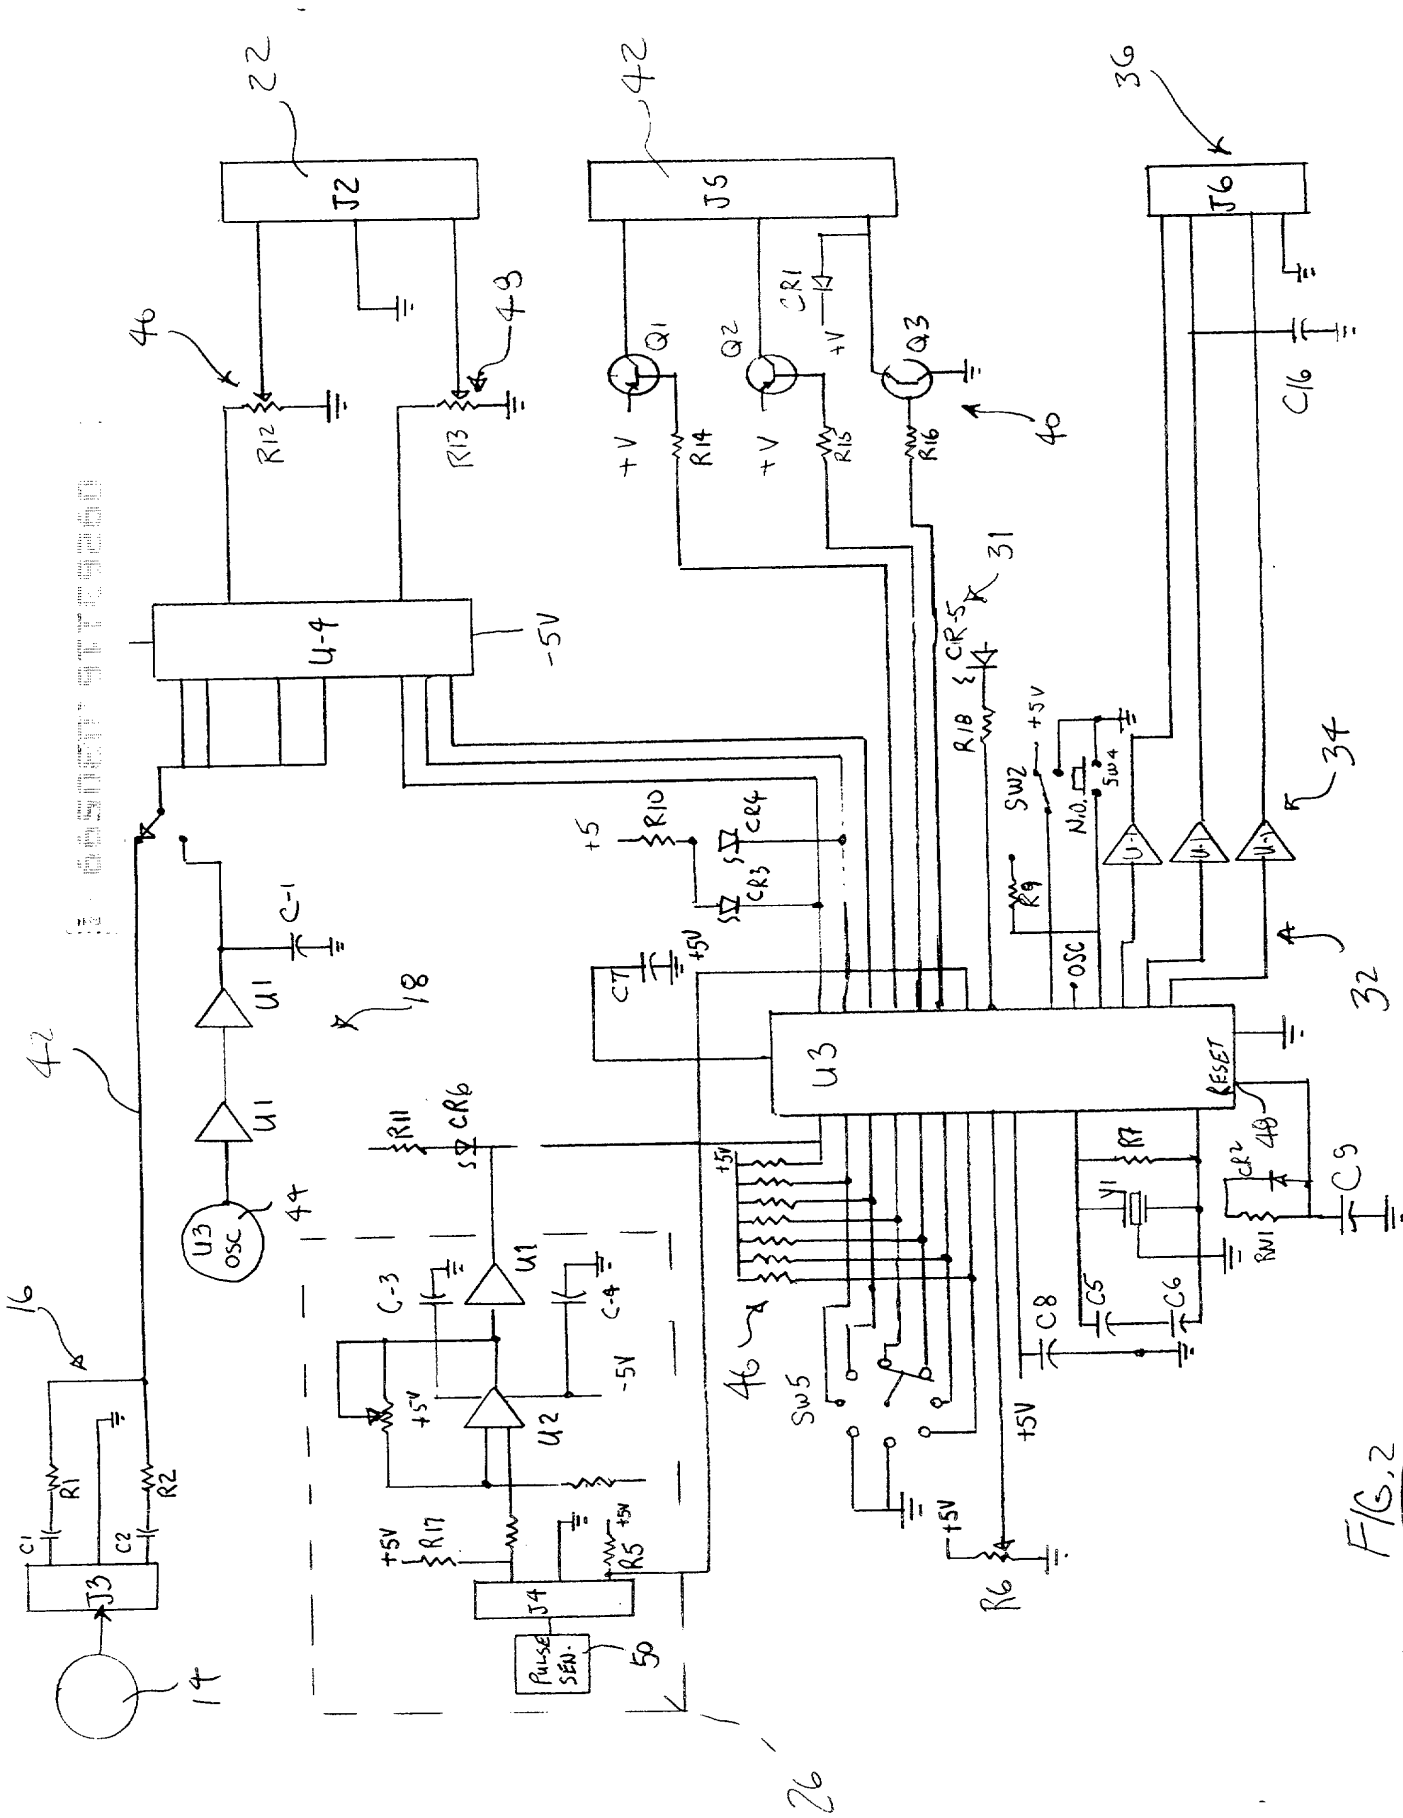 22
J2
40
R12
48
R13
U-4
-5V
42
C-1
U1
U1
U3
OSC
44
18
16
J3
C1
R1
C2
R2
14
42
J5
Q1
+V
R14
Q2
+V
R15
CR1
+V
Q3
R16
40
31
CR-5
R18
+5
R10
CR4
CR3
C7
+5V
SW2
+5V
N.O.
SW4
R9
OSC
U-1
U-1
U-1
34
32
36
J6
C16
U3
RESET
48
R11
CR6
C-3
U1
C-4
+5V
U2
-5V
+5V
R17
J4
+5V
R5
PULSE
SEN.
50
26
+5V
46
SW5
+5V
R6
C8
+5V
C5
C6
Y1
R7
CR2
RN1
C9
FIG. 2